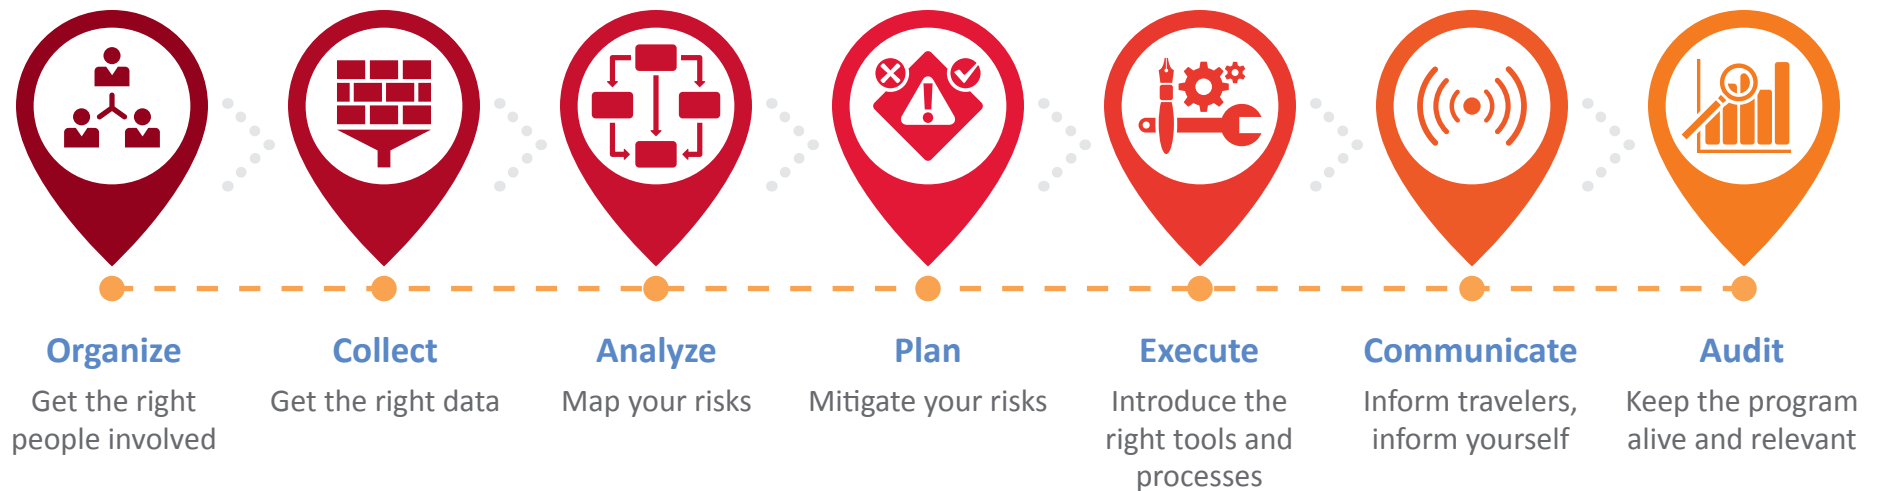 Organize
Get the right
people involved
Collect
Get the right data
Analyze
Map your risks
Plan
Mitigate your risks
Execute
Introduce the
right tools and
processes
Communicate
Inform travelers,
inform yourself
Audit
Keep the program
alive and relevant